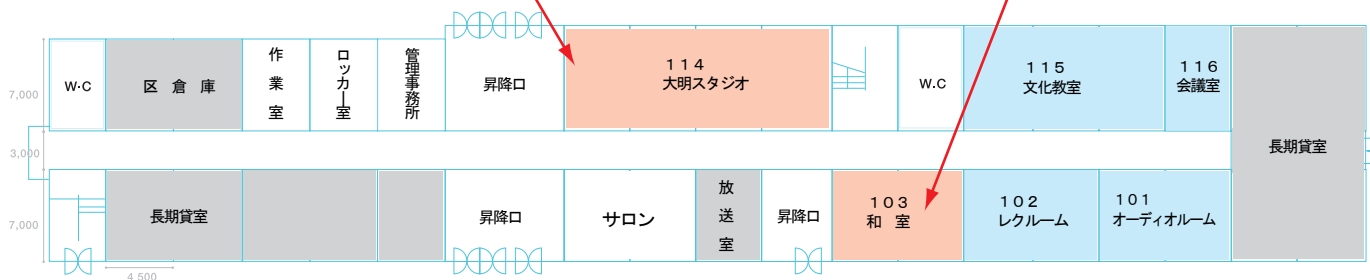 7,000
W・C
区 倉 庫
作業室
ロッカー室
管理事務所
昇降口
114
大明スタジオ
W.C
115
文化教室
116
会議室
3,000
長期貸室
7,000
長期貸室
昇降口
サロン
放送室
昇降口
103
和 室
102
レクルーム
101
オーディオルーム
4,500